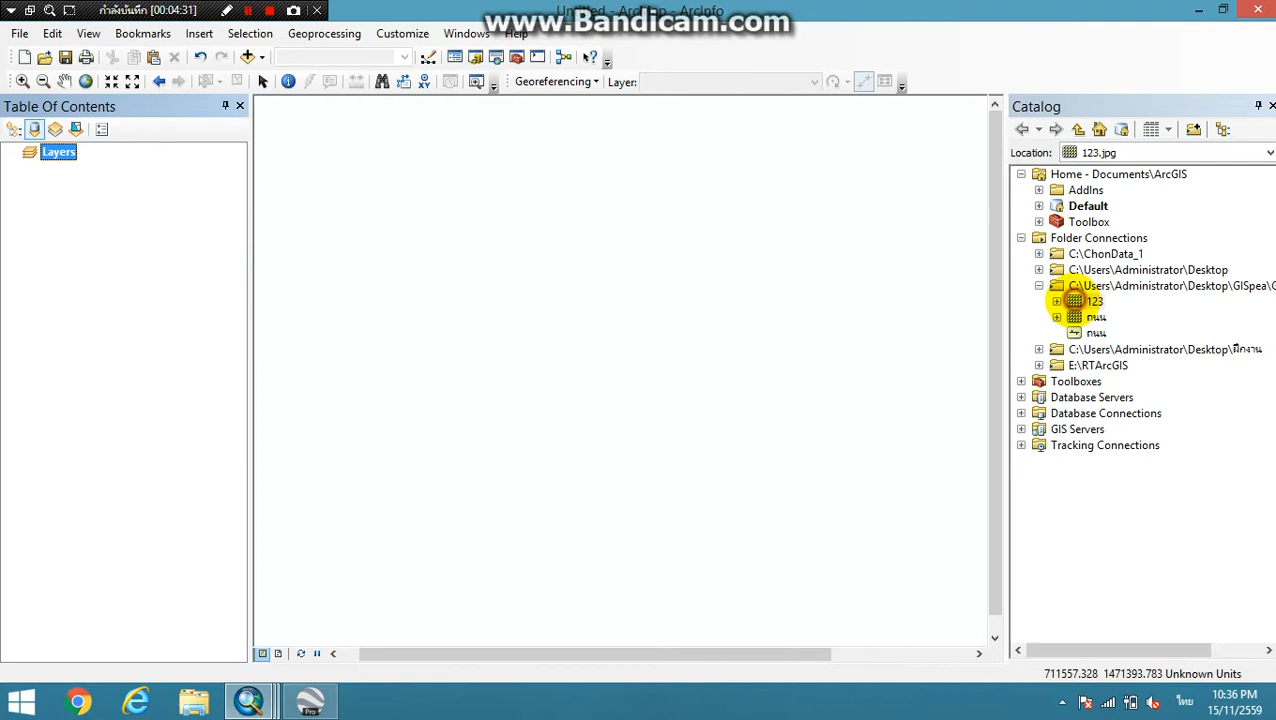 กำลังบันทึก [00:04:31]
Untitled - ArcMap - ArcInfo
www.Bandicam.com
File Edit View Bookmarks Insert Selection Geoprocessing Customize Windows Help
Georeferencing Layer:
Table Of Contents
Layers
Catalog
Location: 123.jpg
Home - Documents\ArcGIS
AddIns
Default
Toolbox
Folder Connections
C:\ChonData_1
C:\Users\Administrator\Desktop
C:\Users\Administrator\Desktop\GISpea\G
123
ถนน
ถนน
C:\Users\Administrator\Desktop\ฝึกงาน
E:\RTArcGIS
Toolboxes
Database Servers
Database Connections
GIS Servers
Tracking Connections
711557.328 1471393.783 Unknown Units
Pro
ไทย
10:36 PM
15/11/2559